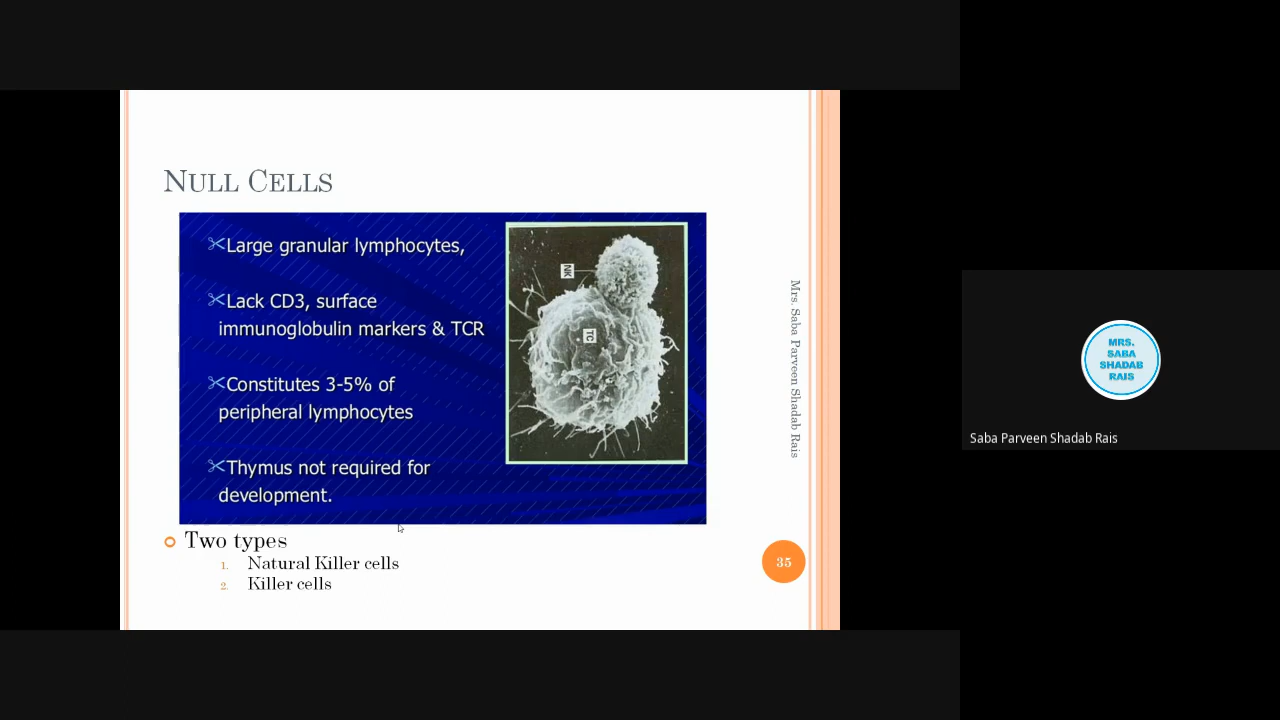 NULL CELLS
Large granular lymphocytes,
Lack CD3, surface
immunoglobulin markers & TCR
Constitutes 3-5% of
peripheral lymphocytes
Thymus not required for
development.
NK
TC
Two types
1. Natural Killer cells
2. Killer cells
Mrs. Saba Parveen Shadab Rais
35
MRS.
SABA
SHADAB
RAIS
Saba Parveen Shadab Rais